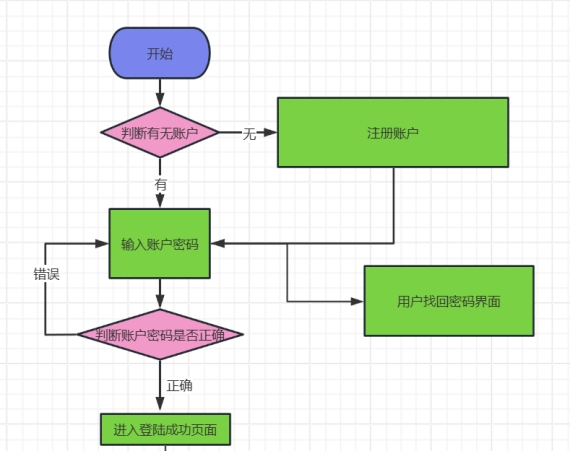 开始
判断有无账户
无
注册账户
有
输入账户密码
错误
用户找回密码界面
判断账户密码是否正确
正确
进入登陆成功页面